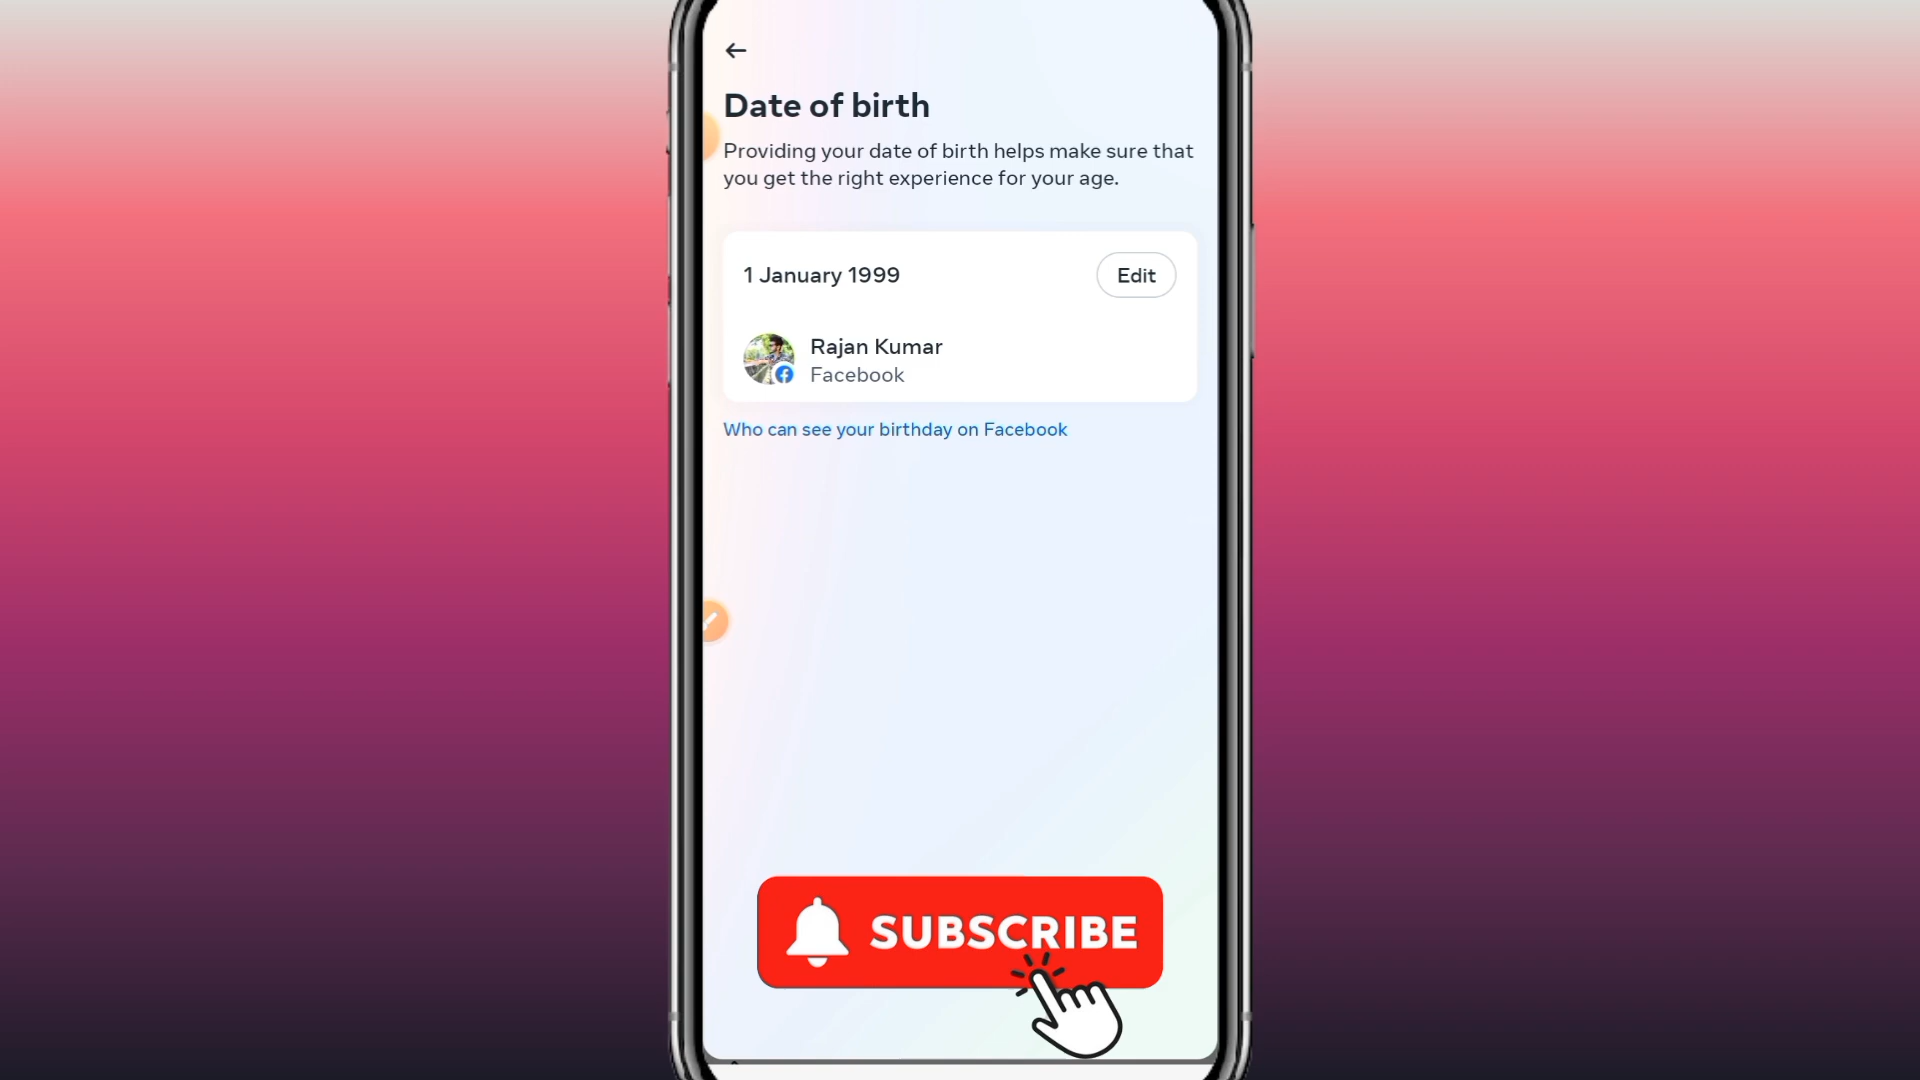 Date of birth
Providing your date of birth helps make sure that
you get the right experience for your age.
1 January 1999
Edit
Rajan Kumar
Facebook
Who can see your birthday on Facebook
SUBSCRIBE